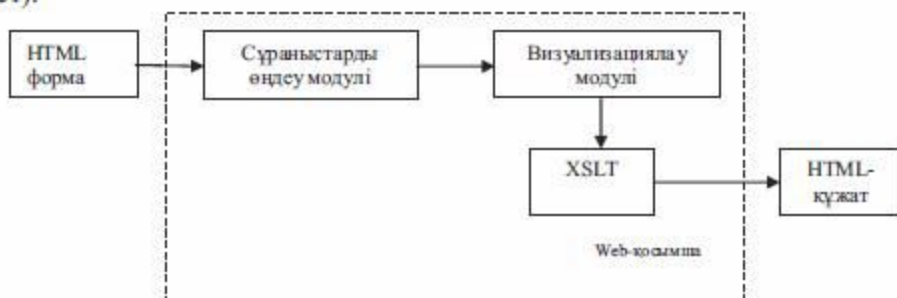 HTML
форма
Сұраныстарды
өңдеу модулі
Визуализациялау
модулі
XSLT
HTML-
құжат
Web-қосымша